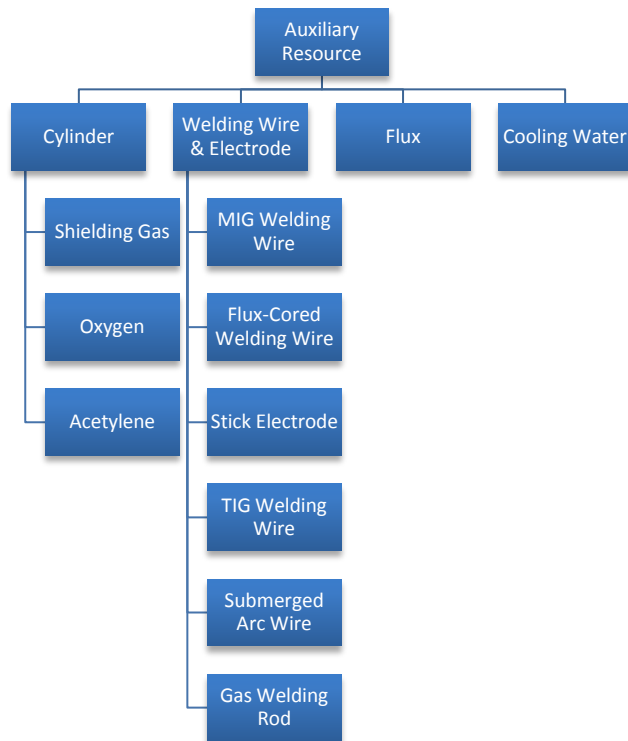 Auxiliary
Resource
Cylinder
Welding Wire
& Electrode
Flux
Cooling Water
Shielding Gas
Oxygen
Acetylene
MIG Welding
Wire
Flux-Cored
Welding Wire
Stick Electrode
TIG Welding
Wire
Submerged
Arc Wire
Gas Welding
Rod